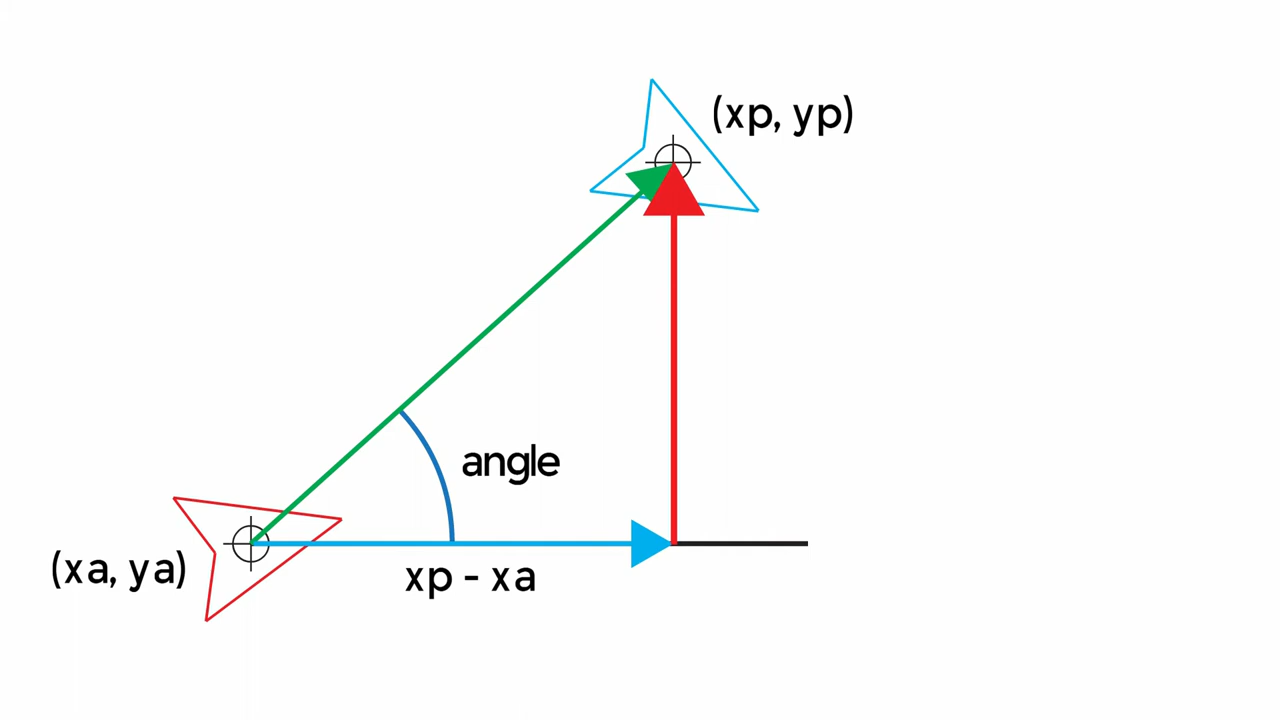 (xp, yp)
angle
(xa, ya)
xp - xa